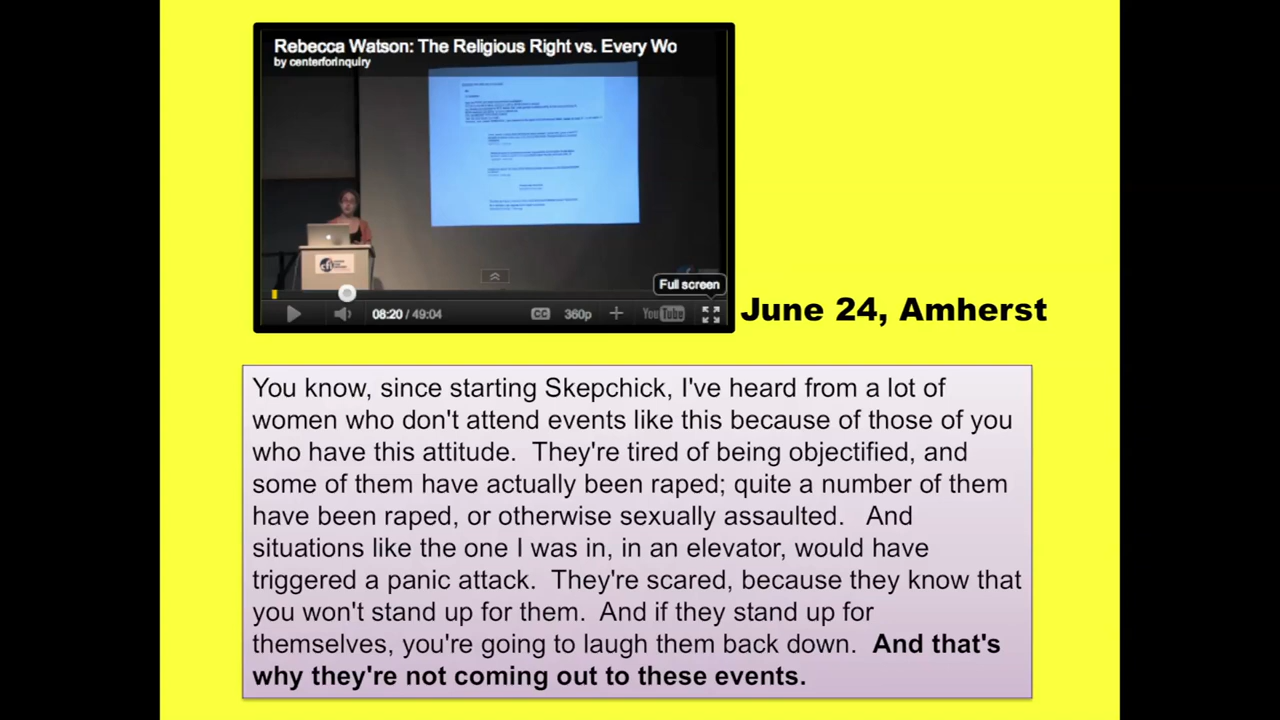 Rebecca Watson: The Religious Right vs. Every Wo
by centerforinquiry
cfi
Full screen
08:20 / 49:04
CC
360p
YouTube
June 24, Amherst
You know, since starting Skepchick, I've heard from a lot of
women who don't attend events like this because of those of you
who have this attitude.  They're tired of being objectified, and
some of them have actually been raped; quite a number of them
have been raped, or otherwise sexually assaulted.   And
situations like the one I was in, in an elevator, would have
triggered a panic attack.  They're scared, because they know that
you won't stand up for them.  And if they stand up for
themselves, you're going to laugh them back down.  And that's
why they're not coming out to these events.